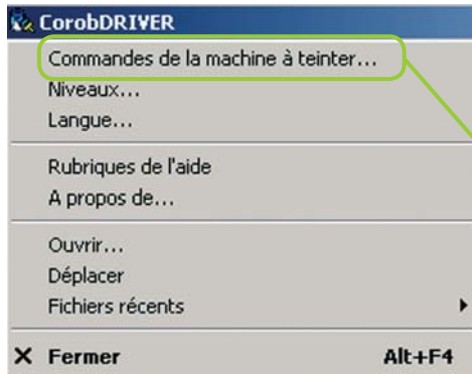 CorobDRIVER
Commandes de la machine à teinter...
Niveaux...
Langue...
Rubriques de l'aide
A propos de...
Ouvrir...
Déplacer
Fichiers récents
Fermer Alt+F4